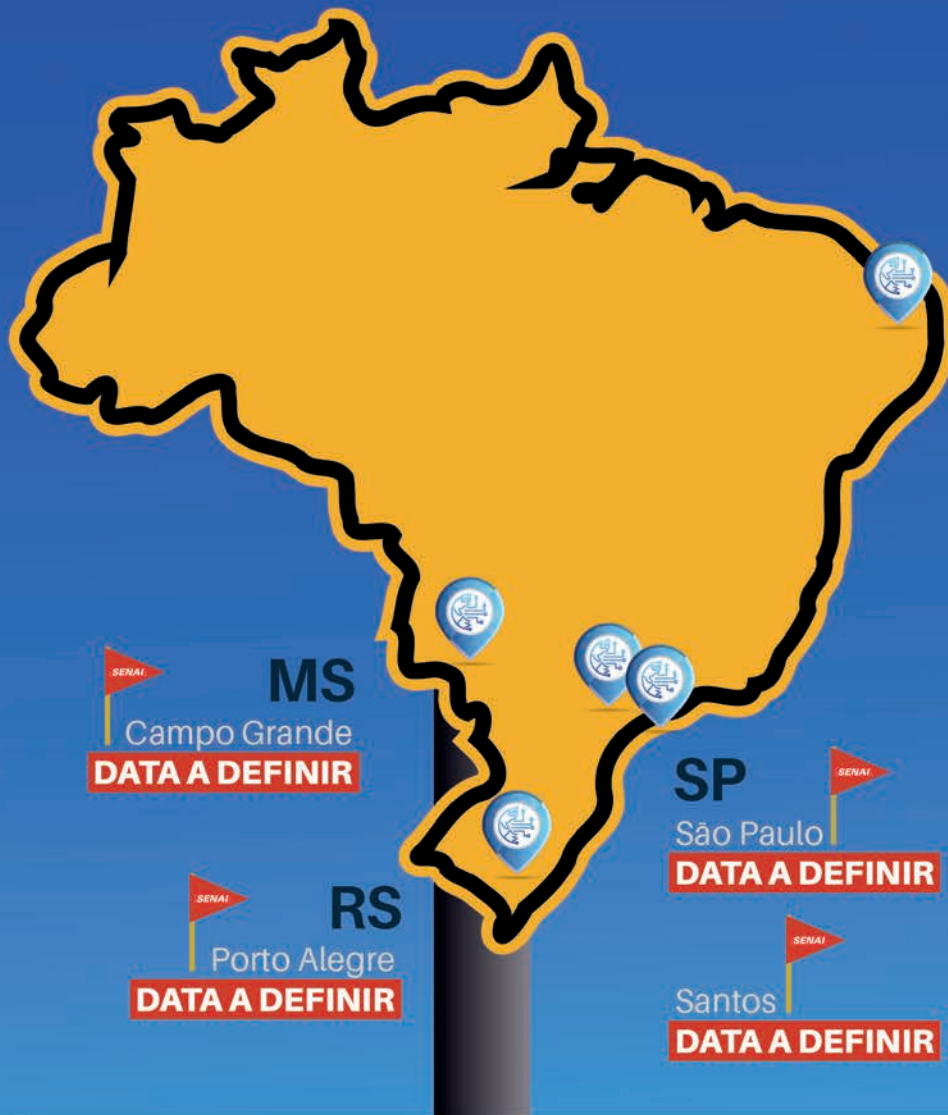 SENAI
MS
Campo Grande
DATA A DEFINIR
SENAI
RS
Porto Alegre
DATA A DEFINIR
SP
SENAI
São Paulo
DATA A DEFINIR
SENAI
Santos
DATA A DEFINIR